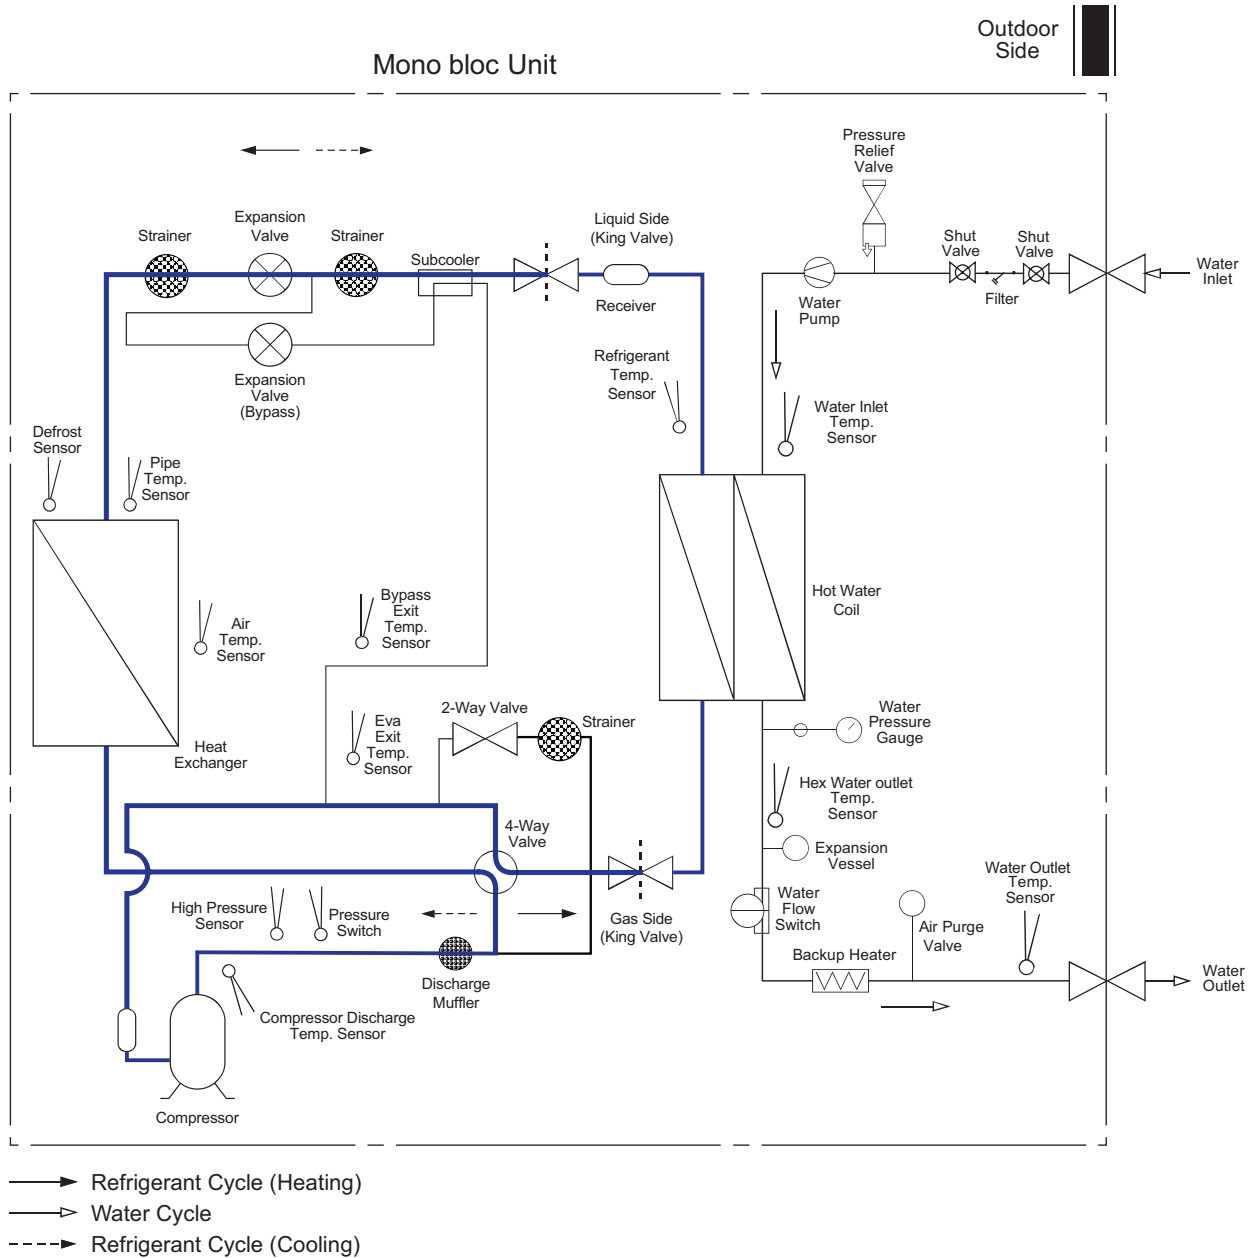 Outdoor
Side
Mono bloc Unit
Pressure
Relief
Valve
Expansion
Valve
Strainer
Strainer
Subcooler
Liquid Side
(King Valve)
Receiver
Shut
Valve
Shut
Valve
Filter
Water
Inlet
Water
Pump
Expansion
Valve
(Bypass)
Refrigerant
Temp.
Sensor
Water Inlet
Temp.
Sensor
Defrost
Sensor
Pipe
Temp.
Sensor
Air
Temp.
Sensor
Bypass
Exit
Temp.
Sensor
Hot Water
Coil
Heat
Exchanger
Eva
Exit
Temp.
Sensor
2-Way Valve
Strainer
Water
Pressure
Gauge
Hex Water outlet
Temp.
Sensor
4-Way
Valve
Expansion
Vessel
High Pressure
Sensor
Pressure
Switch
Gas Side
(King Valve)
Water
Flow
Switch
Air Purge
Valve
Water Outlet
Temp.
Sensor
Backup Heater
Water
Outlet
Discharge
Muffler
Compressor Discharge
Temp. Sensor
Compressor
Refrigerant Cycle (Heating)
Water Cycle
Refrigerant Cycle (Cooling)